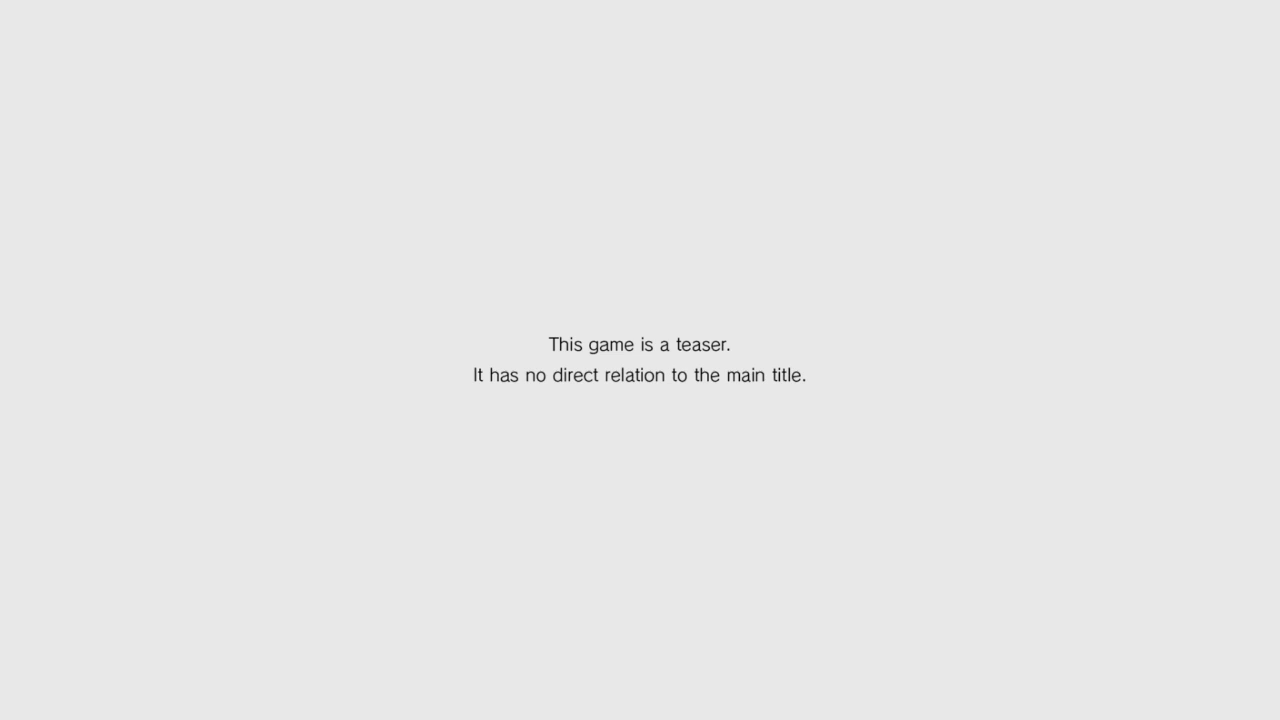 This game is a teaser.
It has no direct relation to the main title.